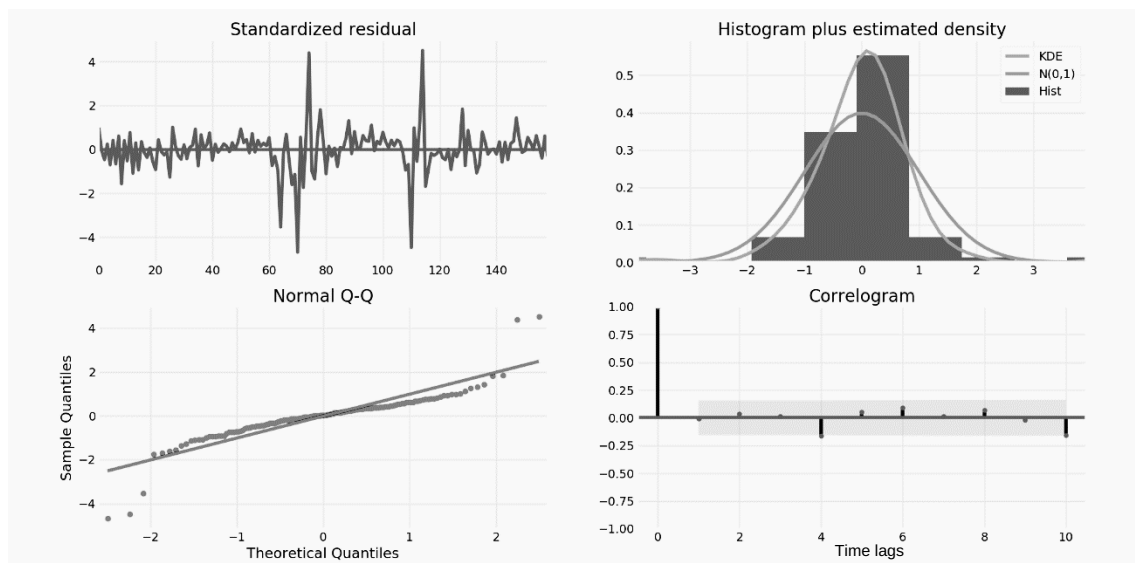 Standardized residual
4
2
0
−2
−4
0 20 40 60 80 100 120 140
Histogram plus estimated density
KDE
N(0,1)
Hist
0.5
0.4
0.3
0.2
0.1
0.0
−3 −2 −1 0 1 2 3
Normal Q-Q
Sample Quantiles
4
2
0
−2
−4
−2 −1 0 1 2
Theoretical Quantiles
Correlogram
1.00
0.75
0.50
0.25
0.00
−0.25
−0.50
−0.75
−1.00
0 2 4 6 8 10
Time lags